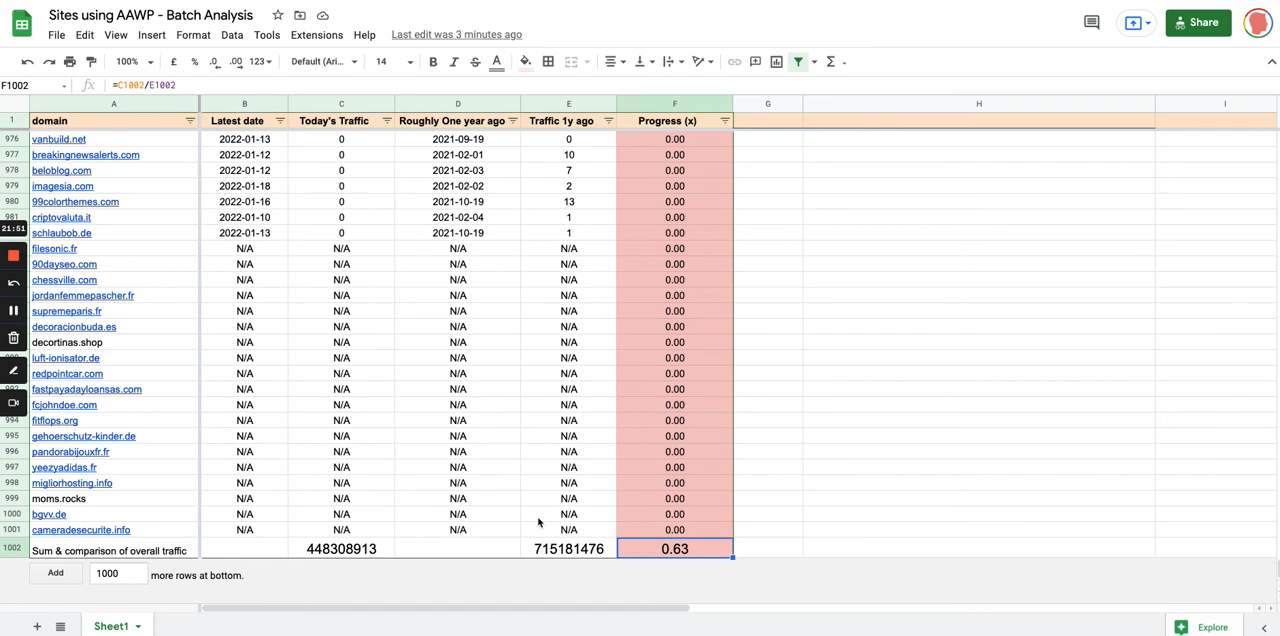 Sites using AAWP - Batch Analysis
File Edit View Insert Format Data Tools Extensions Help Last edit was 3 minutes ago
Share
100% £ % .0 .00 123 Default (Ari... 14 B I S A Σ
F1002 fx =C1002/E1002
A B C D E F G H I
1 domain Latest date Today's Traffic Roughly One year ago Traffic 1y ago Progress (x)
976 vanbuild.net 2022-01-13 0 2021-09-19 0 0.00
977 breakingnewsalerts.com 2022-01-12 0 2021-02-01 10 0.00
978 beloblog.com 2022-01-12 0 2021-02-03 7 0.00
979 imagesia.com 2022-01-18 0 2021-02-02 2 0.00
980 99colorthemes.com 2022-01-16 0 2021-10-19 13 0.00
981 criptovaluta.it 2022-01-10 0 2021-02-04 1 0.00
21:51 schlaubob.de 2022-01-13 0 2021-10-19 1 0.00
filesonic.fr N/A N/A N/A N/A 0.00
90dayseo.com N/A N/A N/A N/A 0.00
chessville.com N/A N/A N/A N/A 0.00
jordanfemmepascher.fr N/A N/A N/A N/A 0.00
supremeparis.fr N/A N/A N/A N/A 0.00
decoracionbuda.es N/A N/A N/A N/A 0.00
decortinas.shop N/A N/A N/A N/A 0.00
luft-ionisator.de N/A N/A N/A N/A 0.00
redpointcar.com N/A N/A N/A N/A 0.00
fastpayadayloansas.com N/A N/A N/A N/A 0.00
fcjohndoe.com N/A N/A N/A N/A 0.00
994 fitflops.org N/A N/A N/A N/A 0.00
995 gehoerschutz-kinder.de N/A N/A N/A N/A 0.00
996 pandorabijouxfr.fr N/A N/A N/A N/A 0.00
997 yeezyadidas.fr N/A N/A N/A N/A 0.00
998 migliorhosting.info N/A N/A N/A N/A 0.00
999 moms.rocks N/A N/A N/A N/A 0.00
1000 bgvv.de N/A N/A N/A N/A 0.00
1001 cameradesecurite.info N/A N/A N/A N/A 0.00
1002 Sum & comparison of overall traffic 448308913 715181476 0.63
Add 1000 more rows at bottom.
Sheet1
Explore